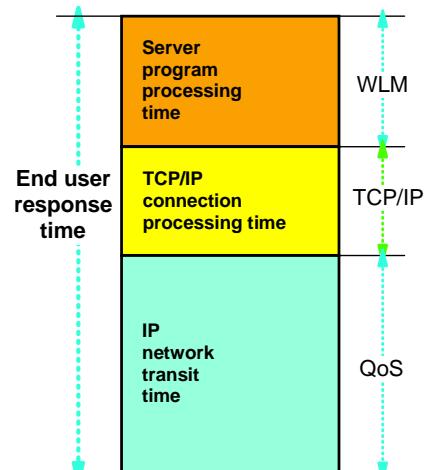 Server
program
processing
time
WLM
End user
response
time
TCP/IP
connection
processing time
TCP/IP
IP
network
transit
time
QoS